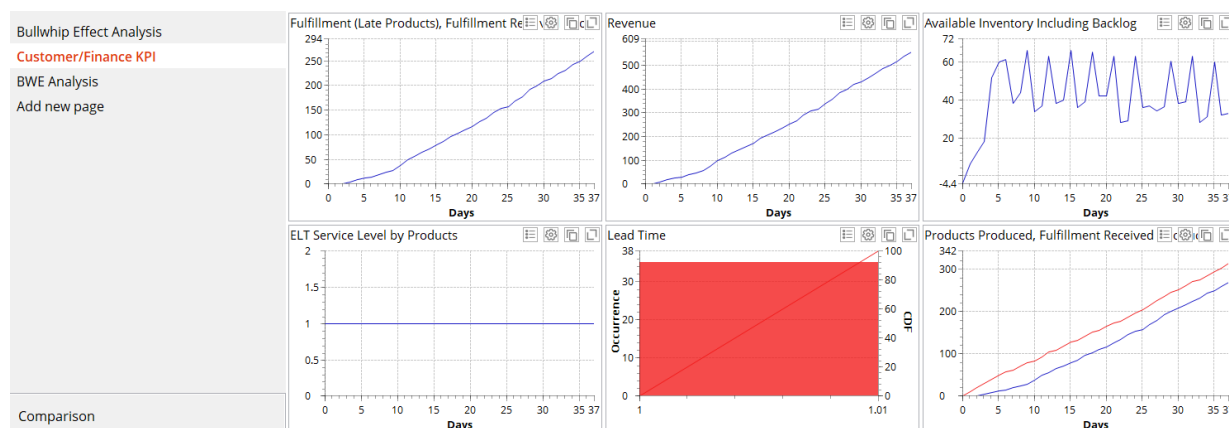 Bullwhip Effect Analysis
Customer/Finance KPI
BWE Analysis
Add new page
Comparison
Fulfillment (Late Products), Fulfillment
294
250
200
150
100
50
0
0 5 10 15 20 25 30 35 37
Days
Revenue
609
500
400
300
200
100
0
0 5 10 15 20 25 30 35 37
Days
Available Inventory Including Backlog
72
60
40
20
-4.4
0 5 10 15 20 25 30 35 37
Days
ELT Service Level by Products
2
1.5
1
0.5
0
0 5 10 15 20 25 30 35 37
Days
Lead Time
38
30
20
10
0
Occurrence
100
80
60
40
20
0
CDF
1 1.01
Products Produced, Fulfillment Received
342
300
200
100
0
0 5 10 15 20 25 30 35 37
Days